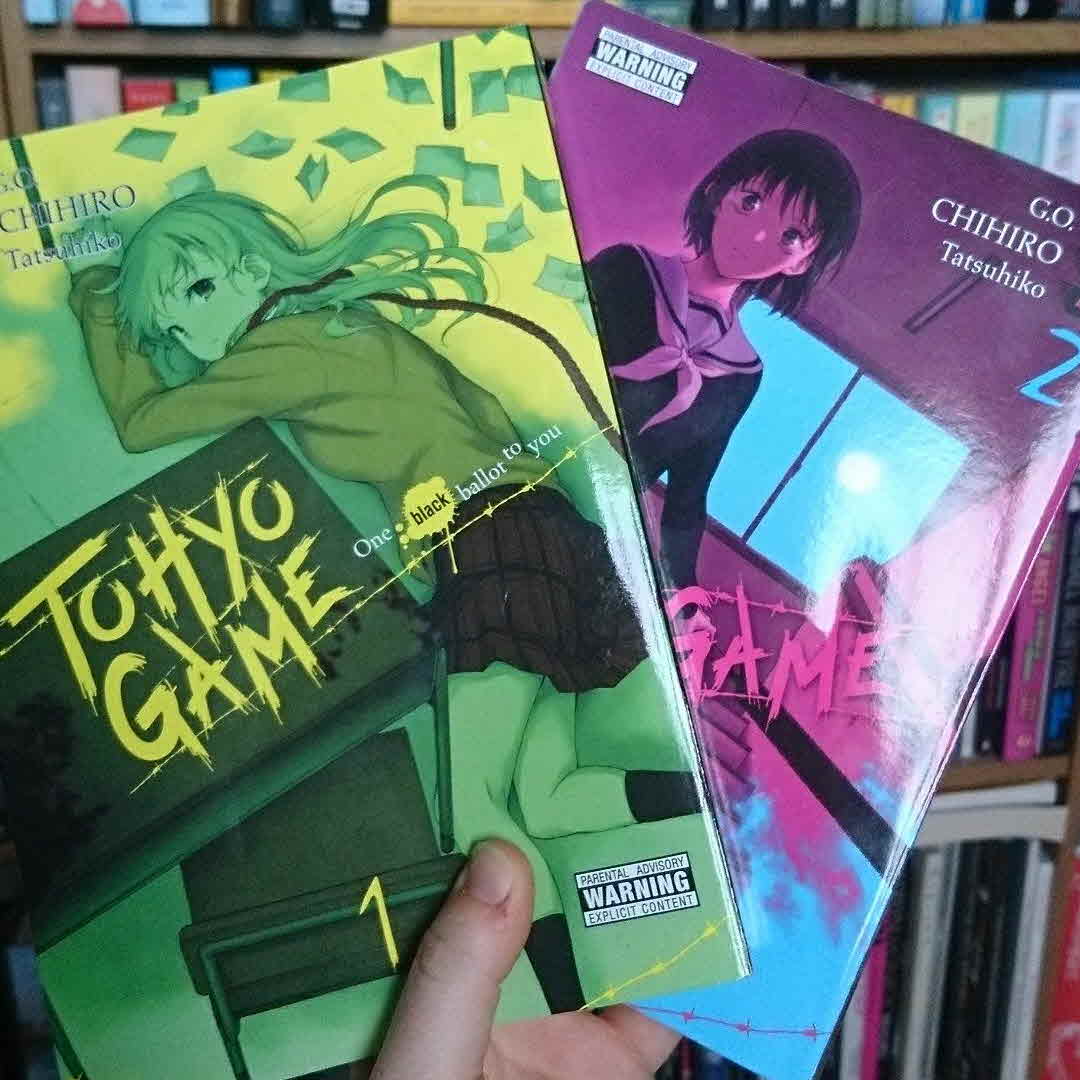 G.O.
CHIHIRO
Tatsuhiko
TOHYO
GAME
One black ballot to you
1
PARENTAL ADVISORY
WARNING
EXPLICIT CONTENT
PARENTAL ADVISORY
WARNING
EXPLICIT CONTENT
G.O.
CHIHIRO
Tatsuhiko
2
GAME